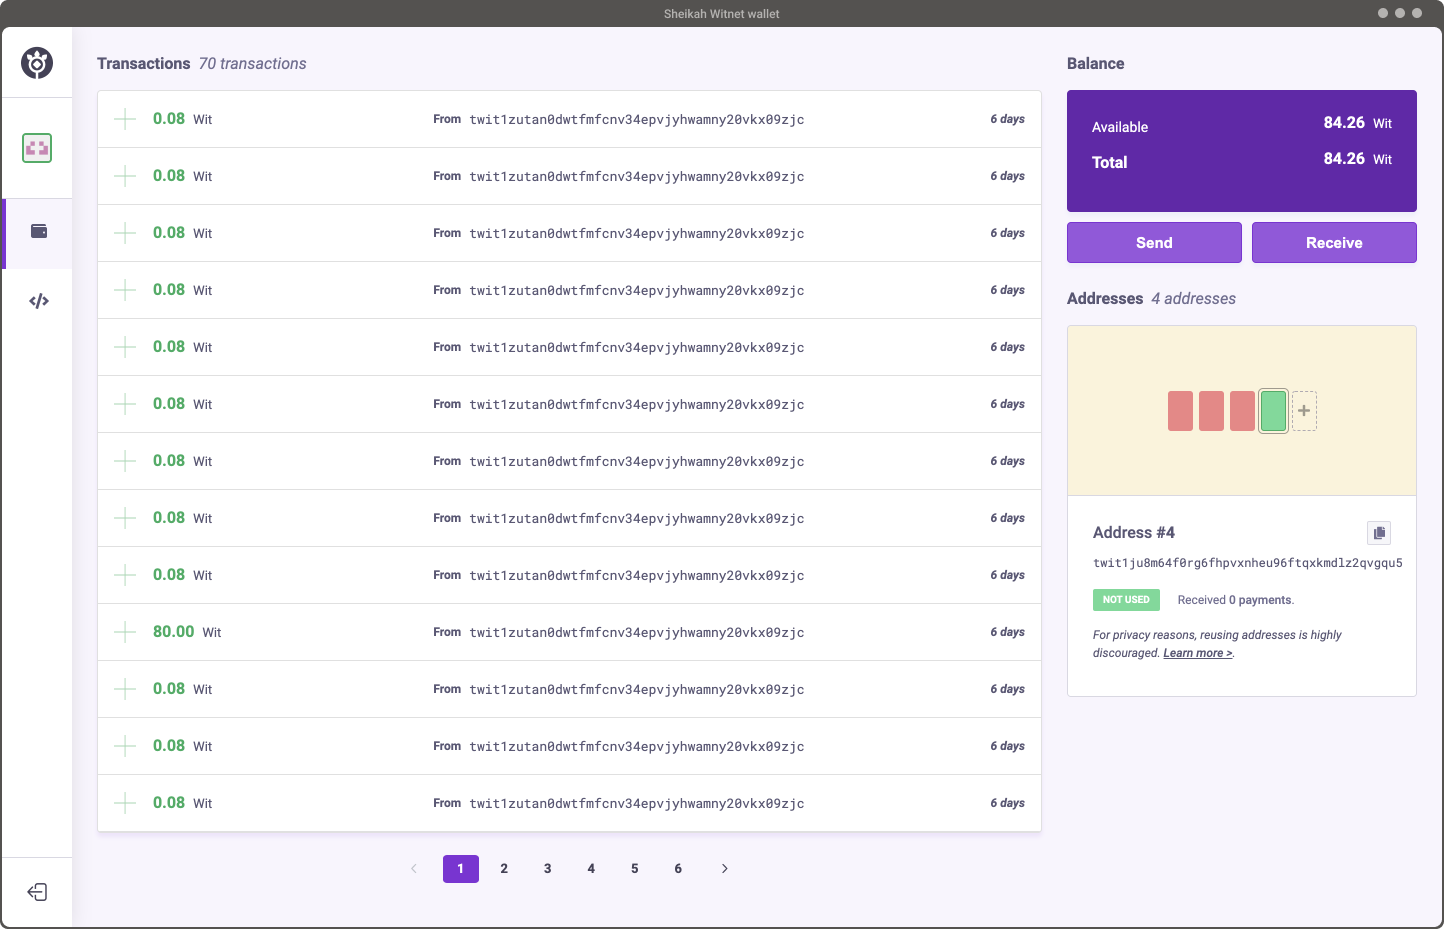 Sheikah Witnet wallet
Transactions 70 transactions
0.08 Wit From twit1zutan0dwtfmfcnv34epvjyhwamny20vkx09zjc 6 days
0.08 Wit From twit1zutan0dwtfmfcnv34epvjyhwamny20vkx09zjc 6 days
0.08 Wit From twit1zutan0dwtfmfcnv34epvjyhwamny20vkx09zjc 6 days
0.08 Wit From twit1zutan0dwtfmfcnv34epvjyhwamny20vkx09zjc 6 days
0.08 Wit From twit1zutan0dwtfmfcnv34epvjyhwamny20vkx09zjc 6 days
0.08 Wit From twit1zutan0dwtfmfcnv34epvjyhwamny20vkx09zjc 6 days
0.08 Wit From twit1zutan0dwtfmfcnv34epvjyhwamny20vkx09zjc 6 days
0.08 Wit From twit1zutan0dwtfmfcnv34epvjyhwamny20vkx09zjc 6 days
0.08 Wit From twit1zutan0dwtfmfcnv34epvjyhwamny20vkx09zjc 6 days
80.00 Wit From twit1zutan0dwtfmfcnv34epvjyhwamny20vkx09zjc 6 days
0.08 Wit From twit1zutan0dwtfmfcnv34epvjyhwamny20vkx09zjc 6 days
0.08 Wit From twit1zutan0dwtfmfcnv34epvjyhwamny20vkx09zjc 6 days
0.08 Wit From twit1zutan0dwtfmfcnv34epvjyhwamny20vkx09zjc 6 days
1 2 3 4 5 6
Balance
Available 84.26 Wit
Total 84.26 Wit
Send Receive
Addresses 4 addresses
Address #4
twit1ju8m64f0rg6fhpvxnheu96ftqxkmdlz2qvgqu5
NOT USED Received 0 payments.
For privacy reasons, reusing addresses is highly
discouraged. Learn more >.